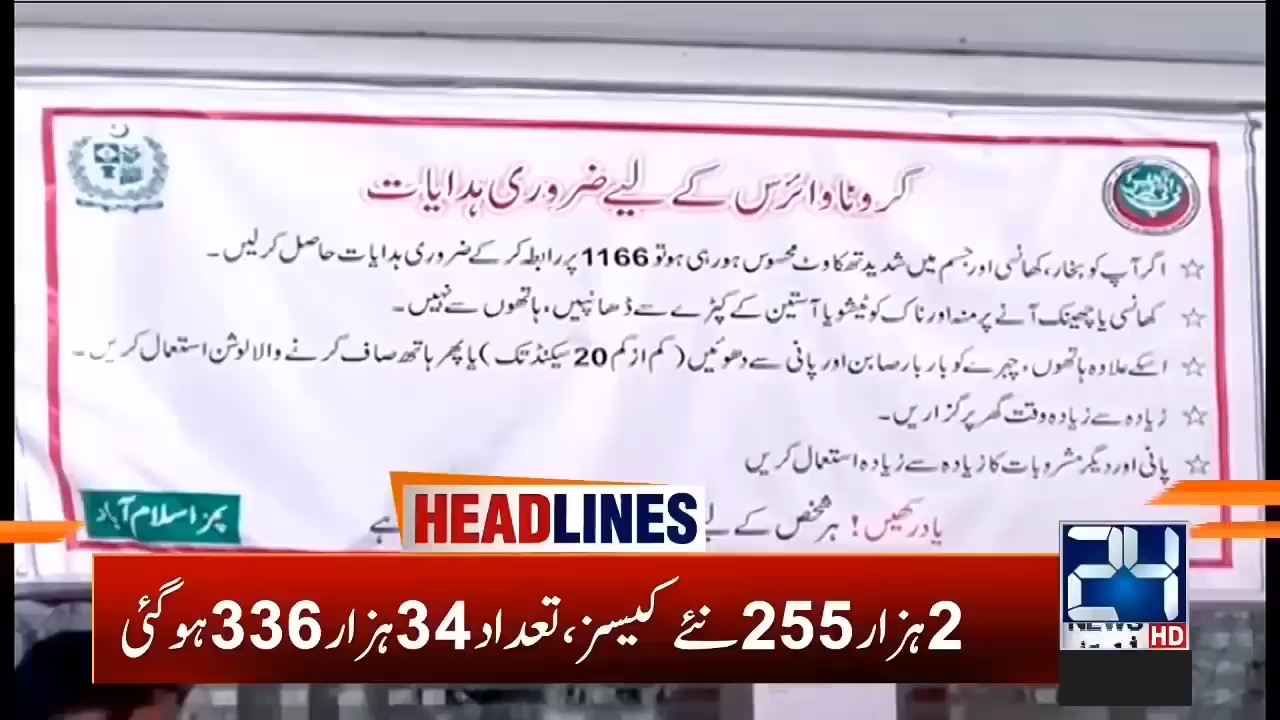 کرونا وائرس کے لیے ضروری ہدایات
☆ اگر آپ کو بخار، کھانسی اور جسم میں شدید تھکاوٹ محسوس ہو رہی ہو تو 1166 پر رابطہ کر کے ضروری ہدایات حاصل کر لیں۔
☆ کھانسی یا چھینک آنے پر منہ اور ناک کو ٹیشو یا آستین کے کپڑے سے ڈھانپیں، ہاتھوں سے نہیں۔
☆ اسکے علاوہ ہاتھوں، چہرے کو بار بار صابن اور پانی سے دھوئیں (کم از کم 20 سیکنڈ تک) یا پھر ہاتھ صاف کرنے والا لوشن استعمال کریں۔
☆ زیادہ سے زیادہ وقت گھر پر گزاریں۔
☆ پانی اور دیگر مشروبات کا زیادہ سے زیادہ استعمال کریں
یاد رکھیں! ہر شخص کے ہے
پمز اسلام آباد
HEADLINES
2 ہزار 255 نئے کیسز، تعداد 34 ہزار 336 ہو گئی
24
NEWS HD